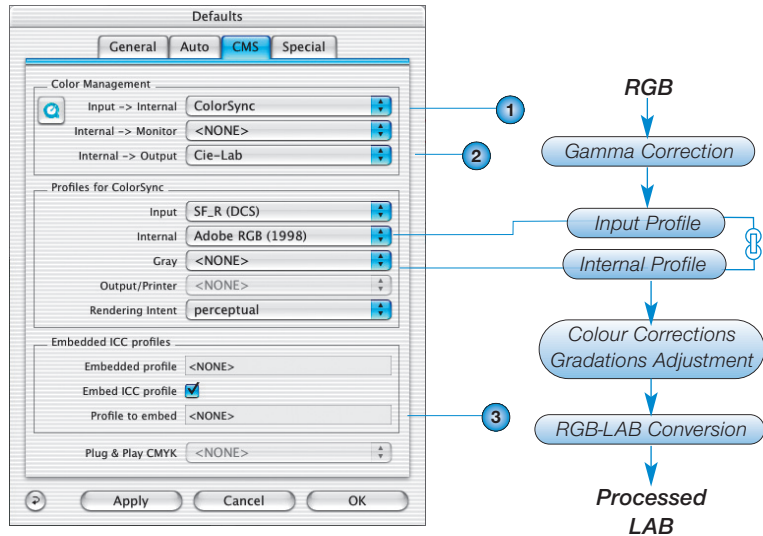 Defaults
General Auto CMS Special
Color Management
Input -> Internal ColorSync
Internal -> Monitor <NONE>
Internal -> Output Cie-Lab
Profiles for ColorSync
Input SF_R (DCS)
Internal Adobe RGB (1998)
Gray <NONE>
Output/Printer <NONE>
Rendering Intent perceptual
Embedded ICC profiles
Embedded profile <NONE>
Embed ICC profile
Profile to embed <NONE>
Plug & Play CMYK <NONE>
Apply Cancel OK
1
2
3
RGB
Gamma Correction
Input Profile
Internal Profile
Colour Corrections
Gradations Adjustment
RGB-LAB Conversion
Processed
LAB